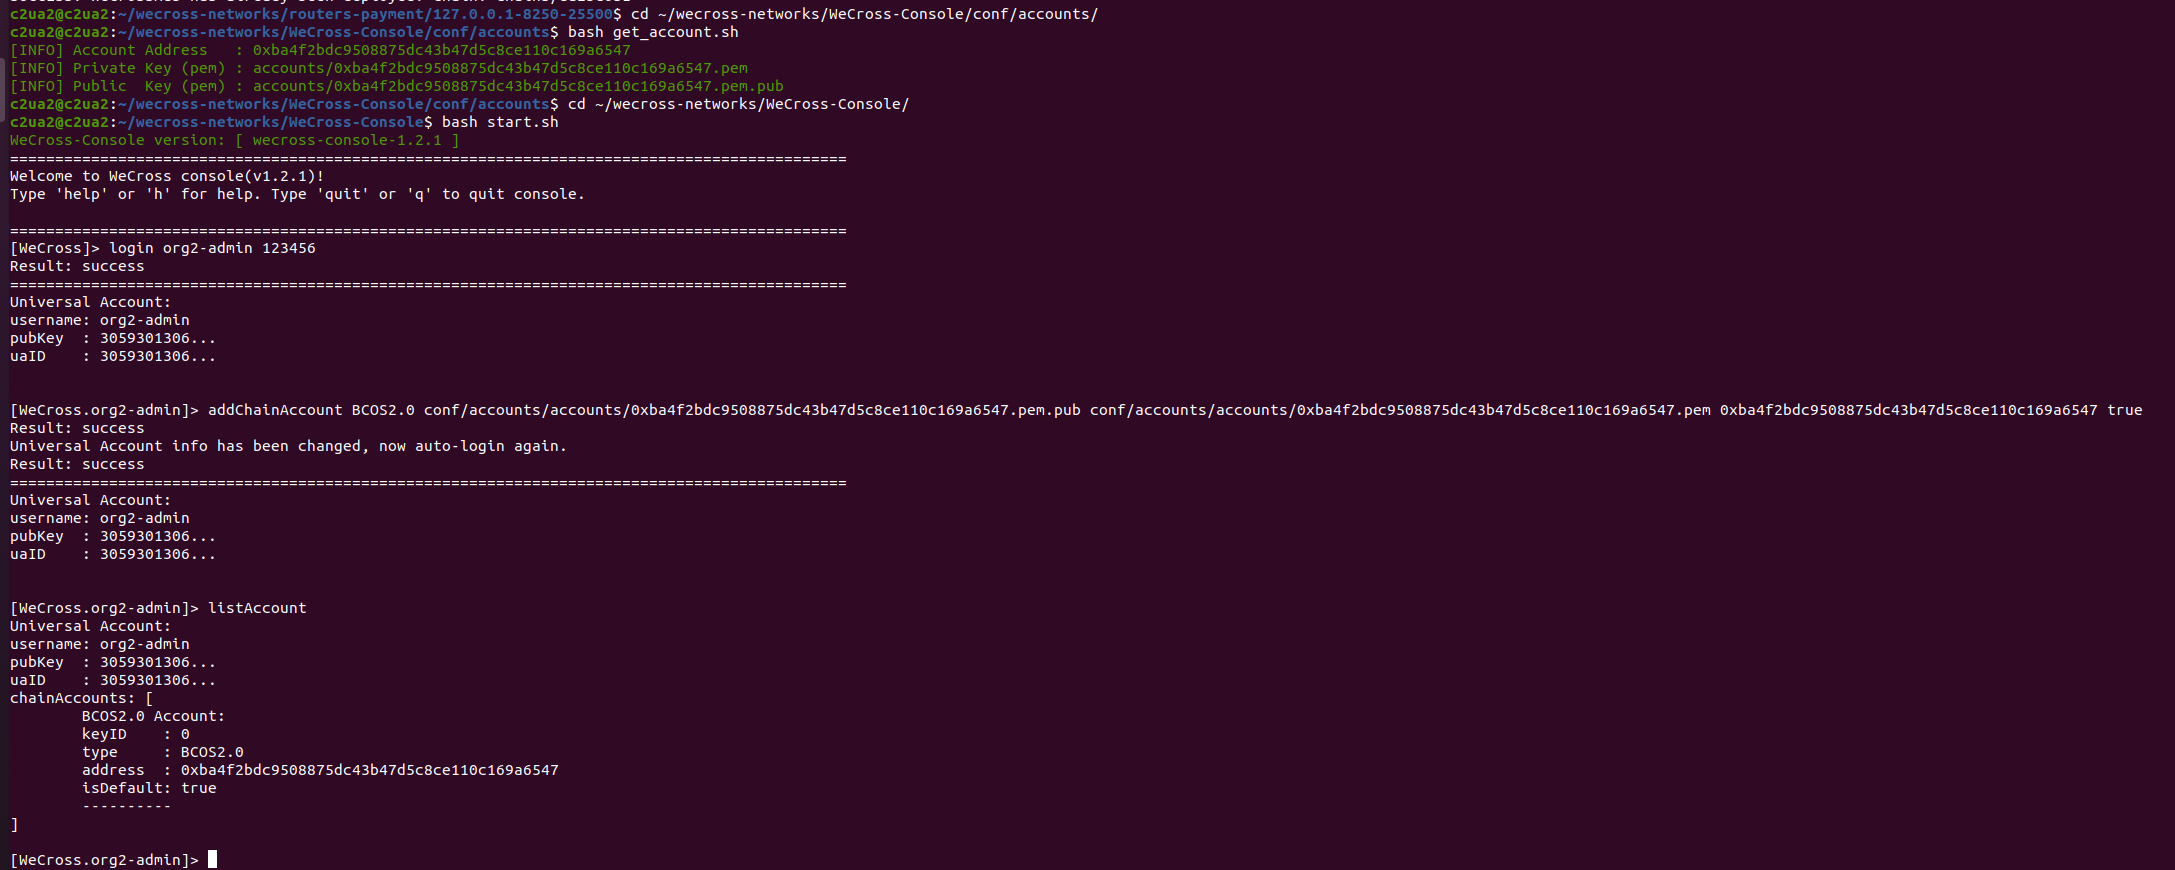 c2ua2@c2ua2:~/wecross-networks/routers-payment/127.0.0.1-8250-25500$ cd ~/wecross-networks/WeCross-Console/conf/accounts/
c2ua2@c2ua2:~/wecross-networks/WeCross-Console/conf/accounts$ bash get_account.sh
[INFO] Account Address   : 0xba4f2bdc9508875dc43b47d5c8ce110c169a6547
[INFO] Private Key (pem) : accounts/0xba4f2bdc9508875dc43b47d5c8ce110c169a6547.pem
[INFO] Public  Key (pem) : accounts/0xba4f2bdc9508875dc43b47d5c8ce110c169a6547.pem.pub
c2ua2@c2ua2:~/wecross-networks/WeCross-Console/conf/accounts$ cd ~/wecross-networks/WeCross-Console/
c2ua2@c2ua2:~/wecross-networks/WeCross-Console$ bash start.sh
WeCross-Console version: [ wecross-console-1.2.1 ]
=============================================================================================
Welcome to WeCross console(v1.2.1)!
Type 'help' or 'h' for help. Type 'quit' or 'q' to quit console.
=============================================================================================
[WeCross]> login org2-admin 123456
Result: success
=============================================================================================
Universal Account:
username: org2-admin
pubKey  : 3059301306...
uaID    : 3059301306...
[WeCross.org2-admin]> addChainAccount BCOS2.0 conf/accounts/accounts/0xba4f2bdc9508875dc43b47d5c8ce110c169a6547.pem.pub conf/accounts/accounts/0xba4f2bdc9508875dc43b47d5c8ce110c169a6547.pem 0xba4f2bdc9508875dc43b47d5c8ce110c169a6547 true
Result: success
Universal Account info has been changed, now auto-login again.
Result: success
=============================================================================================
Universal Account:
username: org2-admin
pubKey  : 3059301306...
uaID    : 3059301306...
[WeCross.org2-admin]> listAccount
Universal Account:
username: org2-admin
pubKey  : 3059301306...
uaID    : 3059301306...
chainAccounts: [
        BCOS2.0 Account:
        keyID    : 0
        type     : BCOS2.0
        address  : 0xba4f2bdc9508875dc43b47d5c8ce110c169a6547
        isDefault: true
        ----------
]
[WeCross.org2-admin]>